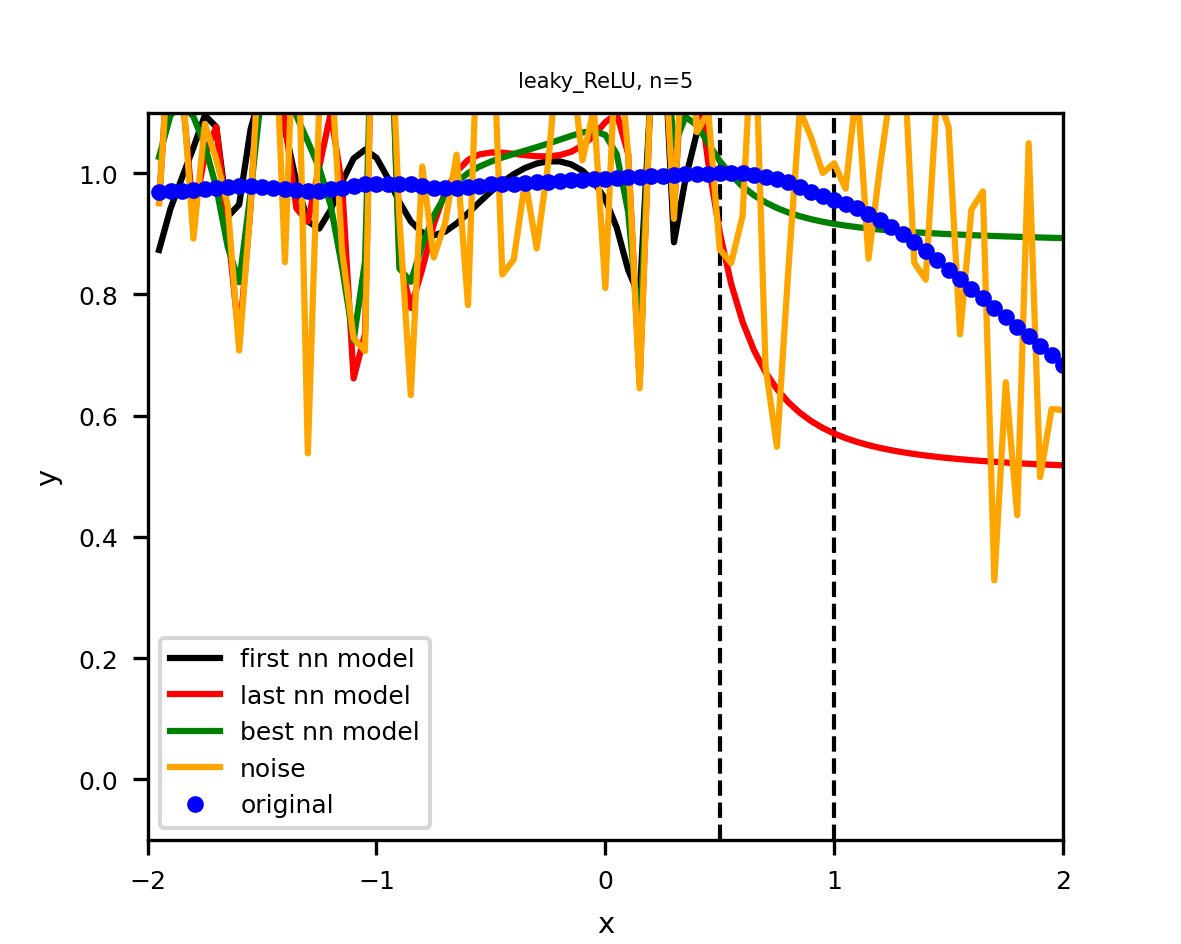 leaky_ReLU, n=5
y
1.0
0.8
0.6
0.4
0.2
0.0
first nn model
last nn model
best nn model
noise
original
−2
−1
0
1
2
x